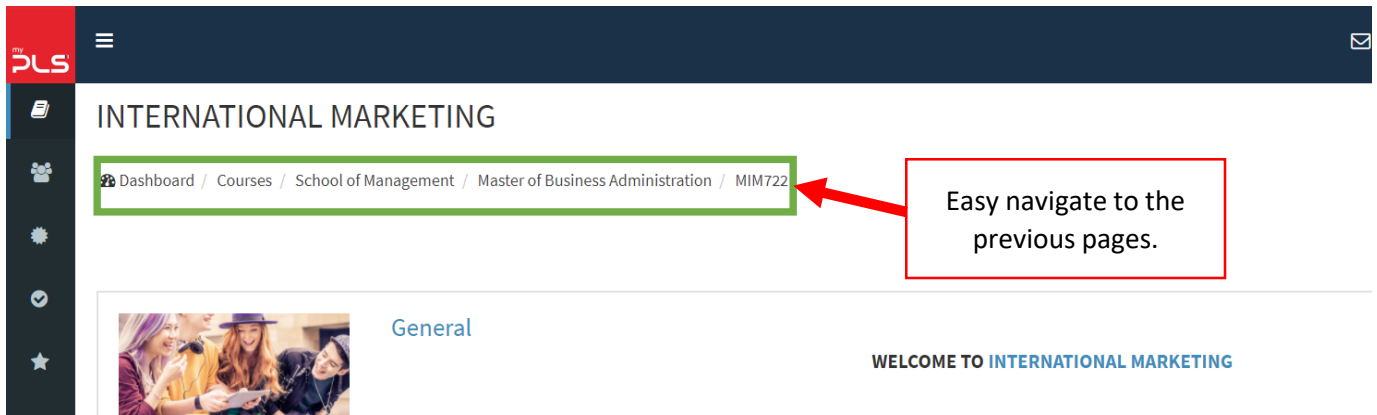 my
PLS
INTERNATIONAL MARKETING
Dashboard / Courses / School of Management / Master of Business Administration / MIM722
Easy navigate to the
previous pages.
General
WELCOME TO INTERNATIONAL MARKETING